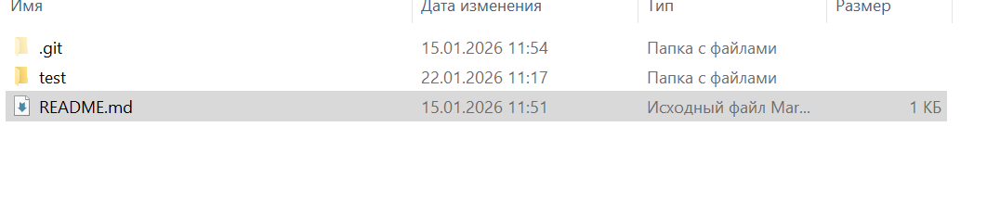 Имя Дата изменения Тип Размер
.git 15.01.2026 11:54 Папка с файлами
test 22.01.2026 11:17 Папка с файлами
README.md 15.01.2026 11:51 Исходный файл Mar... 1 КБ